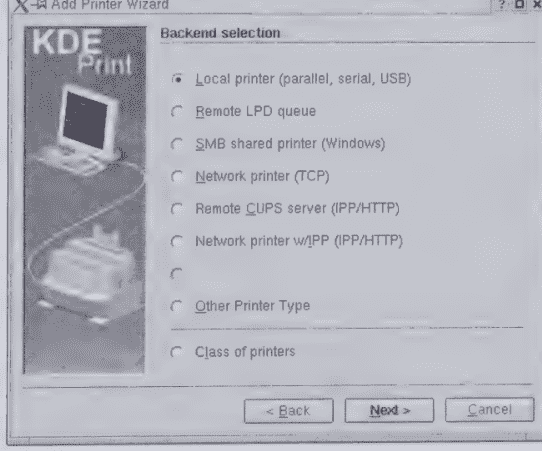 Add Printer Wizard
KDE
Print
Backend selection
Local printer (parallel, serial, USB)
Remote LPD queue
SMB shared printer (Windows)
Network printer (TCP)
Remote CUPS server (IPP/HTTP)
Network printer w/IPP (IPP/HTTP)
Other Printer Type
Class of printers
< Back
Next >
Cancel